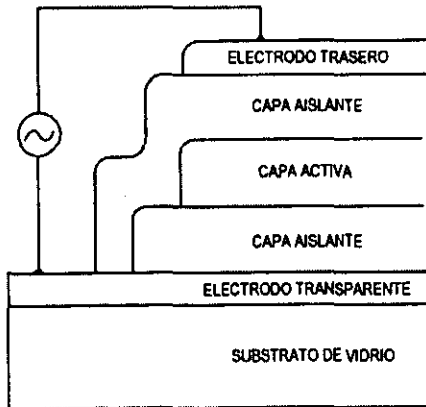 ELECTRODO TRASERO
CAPA AISLANTE
CAPA ACTIVA
CAPA AISLANTE
ELECTRODO TRANSPARENTE
SUBSTRATO DE VIDRIO